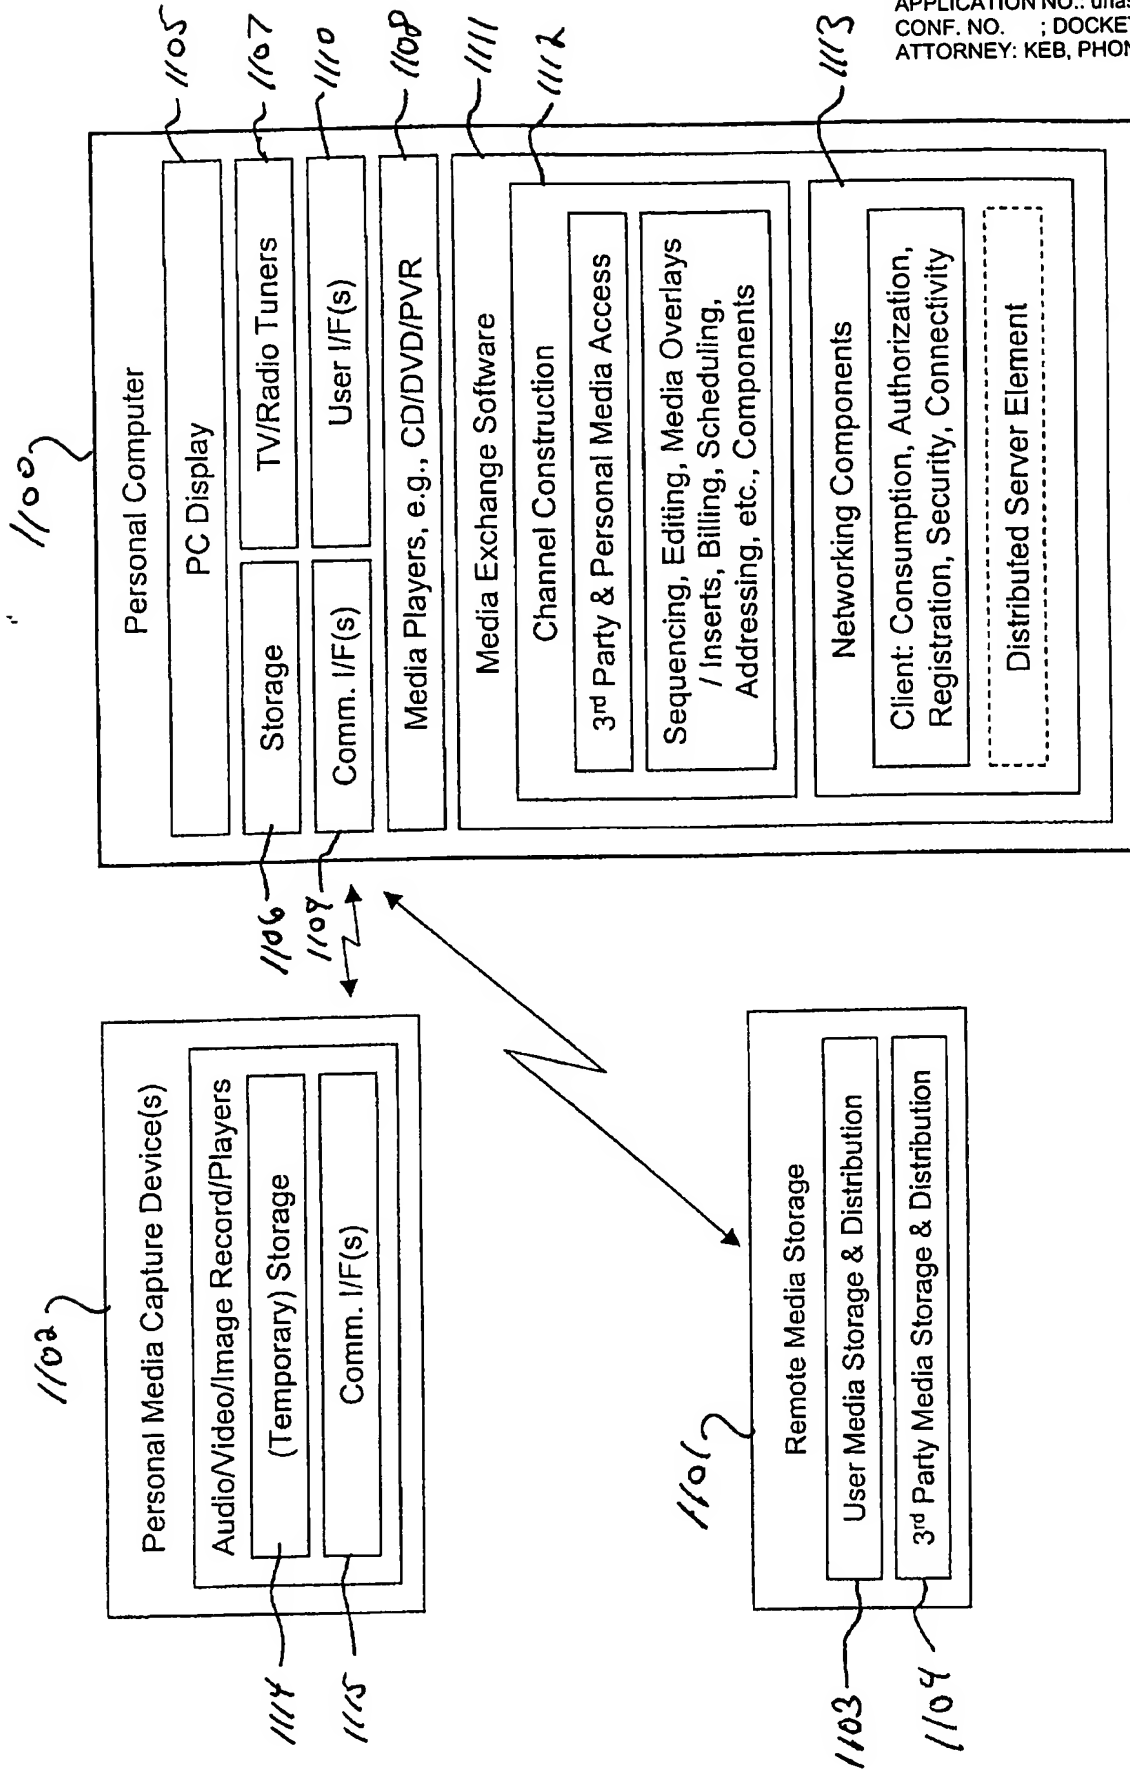 APPLICATION NO.:
CONF. NO. ; DOCKET
ATTORNEY: KEB,
1100
Personal Computer
PC Display
1105
Storage
1106
TV/Radio Tuners
1107
Comm. I/F(s)
1109
User I/F(s)
1110
Media Players, e.g., CD/DVD/PVR
1108
Media Exchange Software
1111
Channel Construction
1112
3rd Party & Personal Media Access
Sequencing, Editing, Media Overlays
/ Inserts, Billing, Scheduling,
Addressing, etc., Components
Networking Components
1113
Client: Consumption, Authorization,
Registration, Security, Connectivity
Distributed Server Element
1102
Personal Media Capture Device(s)
Audio/Video/Image Record/Players
(Temporary) Storage
1114
Comm. I/F(s)
1115
1101
Remote Media Storage
User Media Storage & Distribution
1103
3rd Party Media Storage & Distribution
1104